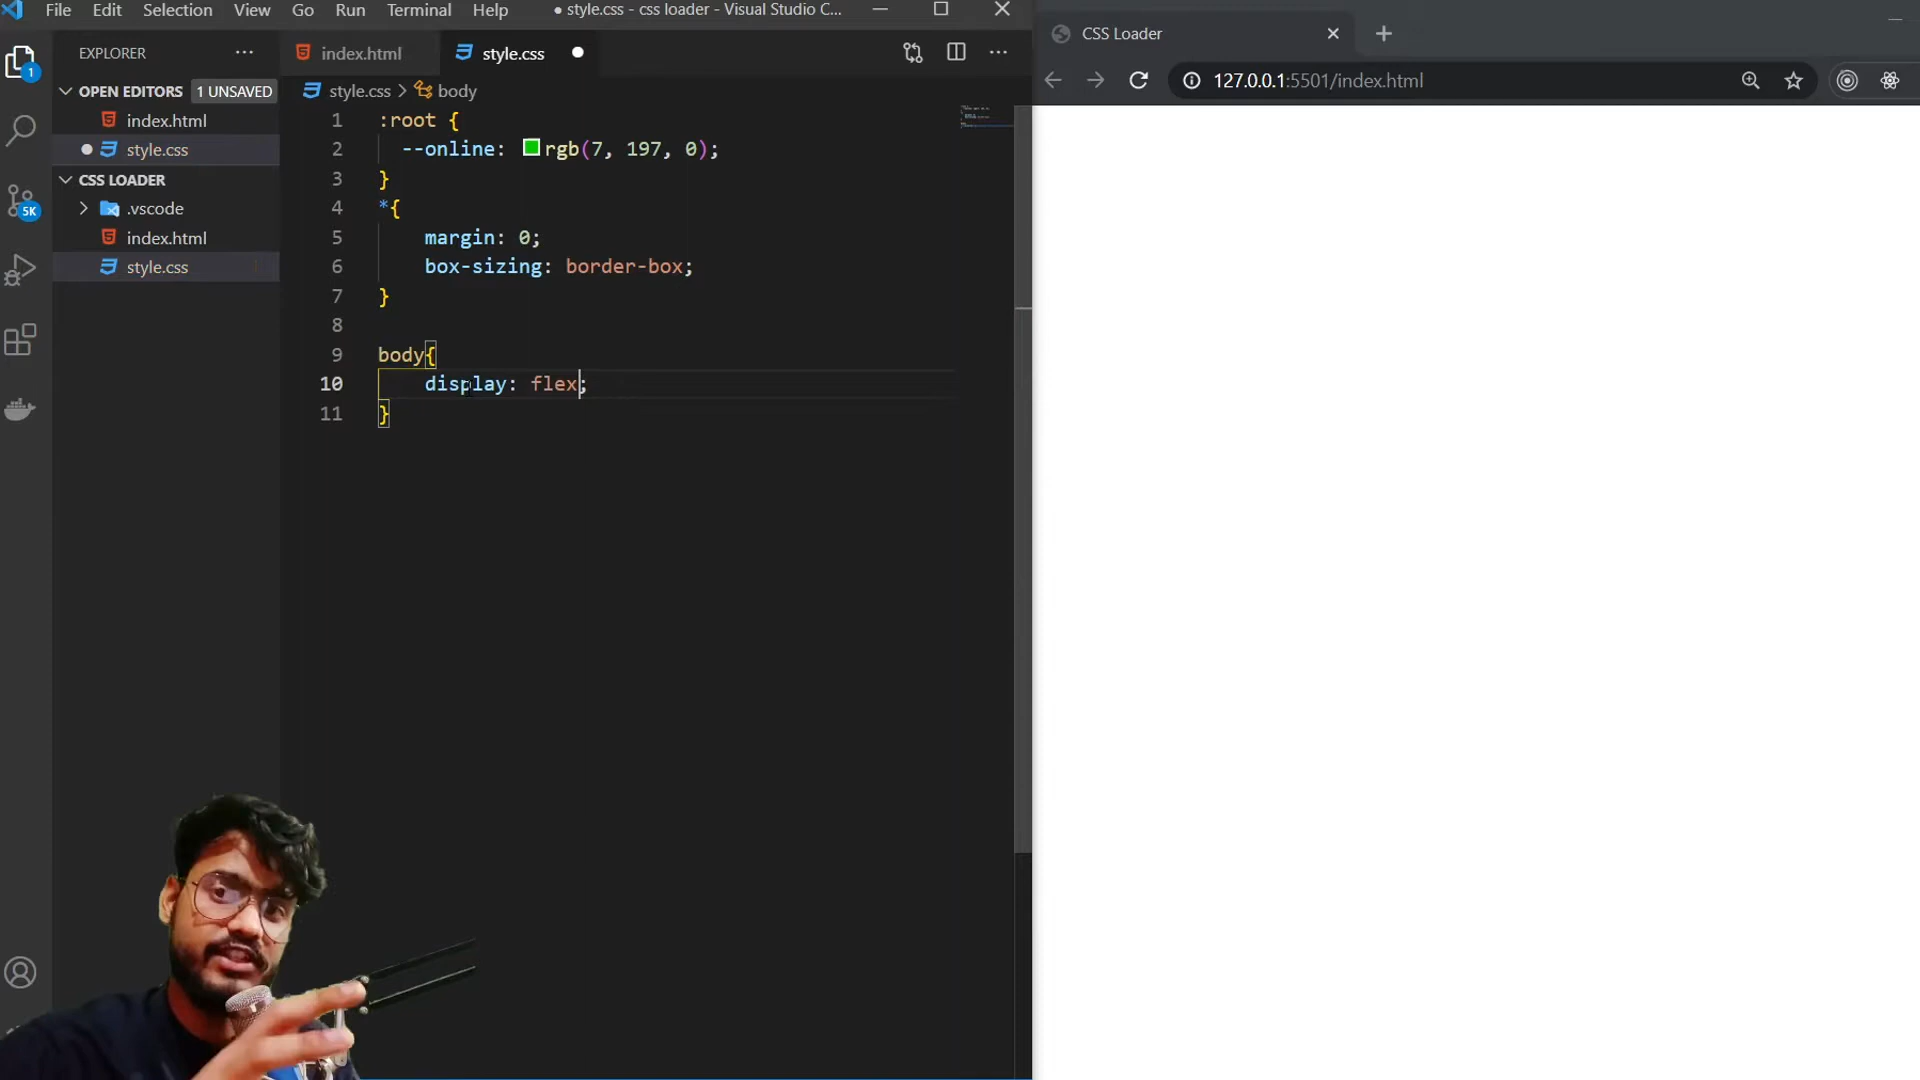 File Edit Selection View Go Run Terminal Help ● style.css - css loader - Visual Studio C...
EXPLORER ...
OPEN EDITORS 1 UNSAVED
index.html
style.css
CSS LOADER
.vscode
index.html
style.css
1
5K
index.html style.css
style.css > body
1 :root {
2 --online: rgb(7, 197, 0);
3 }
4 *{
5 margin: 0;
6 box-sizing: border-box;
7 }
8
9 body{
10 display: flex;
11 }
CSS Loader
127.0.0.1:5501/index.html